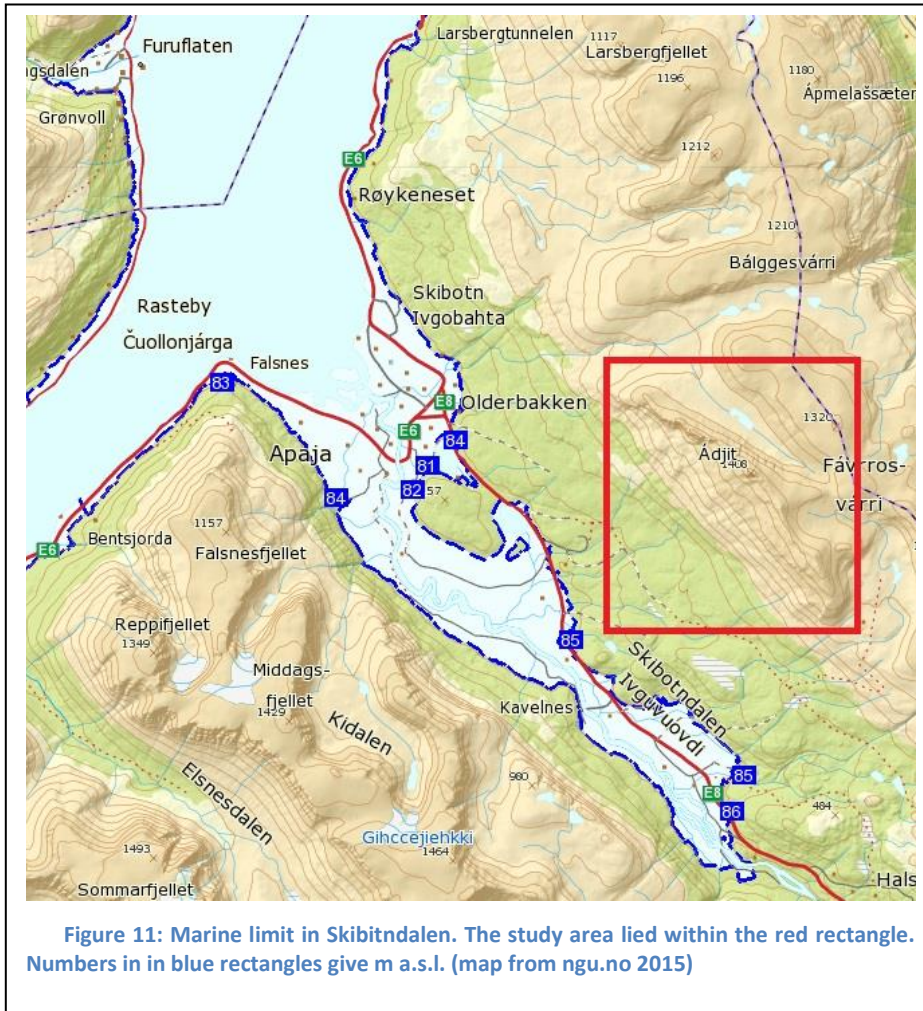 Larsbergtunnelen
1117
Furuflaten
Larsbergfjellet
ngsdalen
1196
1180
Ápmelašsæter
Grønvoll
1212
E6
Røykeneset
1210
Bálggesvárri
Skibotn
Ivgobahta
Rasteby
Čuollonjárga
Falsnes
83
E8
Olderbakken
1320
E6
84
Apaja
81
Ádjit
1408
Fávrros-
várri
82
57
84
1157
Bentsjorda
E6
Falsnesfjellet
Reppifjellet
1349
85
Middags-
fjellet
1429
Skibotndalen
Ivguvuovdi
Kavelnes
Kidalen
Elsnesdalen
980
85
E8
86
484
Gihccejiehkki
1464
1493
Hals
Sommarfjellet
Figure 11: Marine limit in Skibitndalen. The study area lied within the red rectangle.
Numbers in in blue rectangles give m a.s.l. (map from ngu.no 2015)